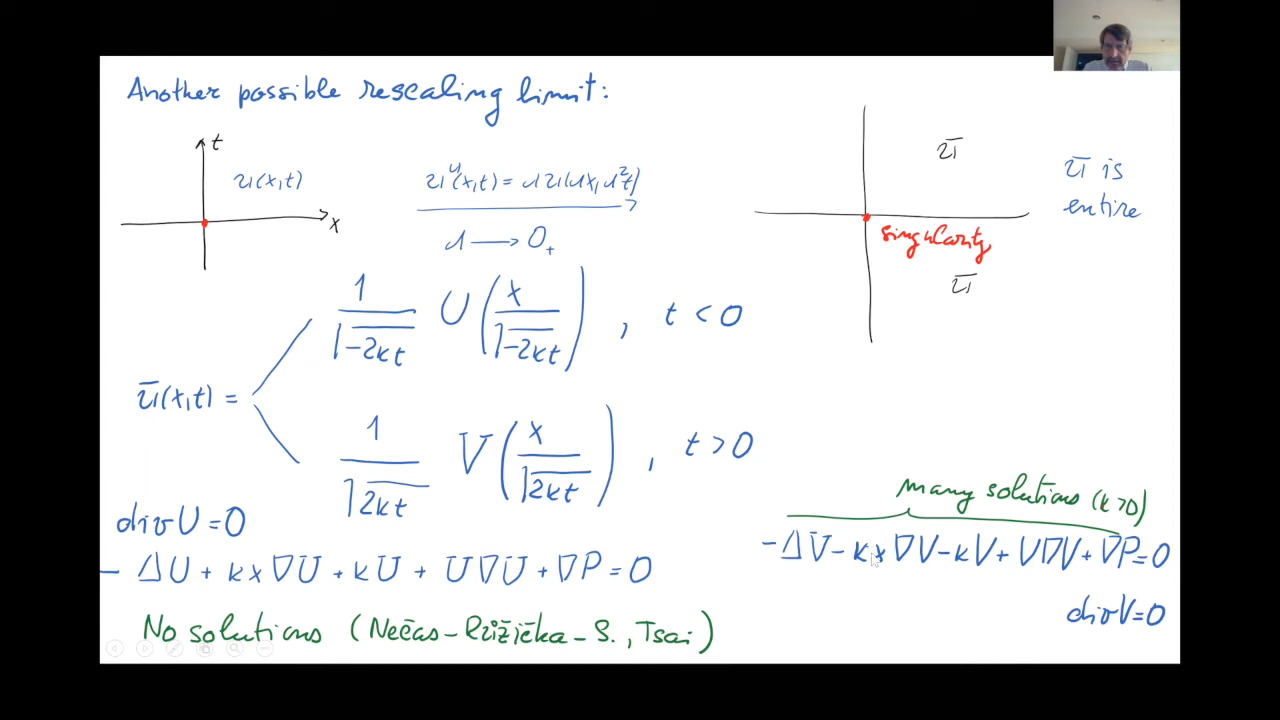 Another possible rescaling limit:
t
u(x,t)
x
u^λ(x,t) = λu(λx, λ²t)
λ → 0₊
ū
singularity
ū
ū is
entire
ū(x,t) =
1/√(-2κt) U(x/√(-2κt)), t < 0
1/√(2κt) V(x/√(2κt)), t > 0
div U = 0
- ΔU + κx∇U + κU + U∇U + ∇P = 0
No solutions (Nečas-Růžička-S., Tsai)
many solutions (κ>0)
-ΔV - κx∇V - κV + U∇V + ∇P = 0
div V = 0